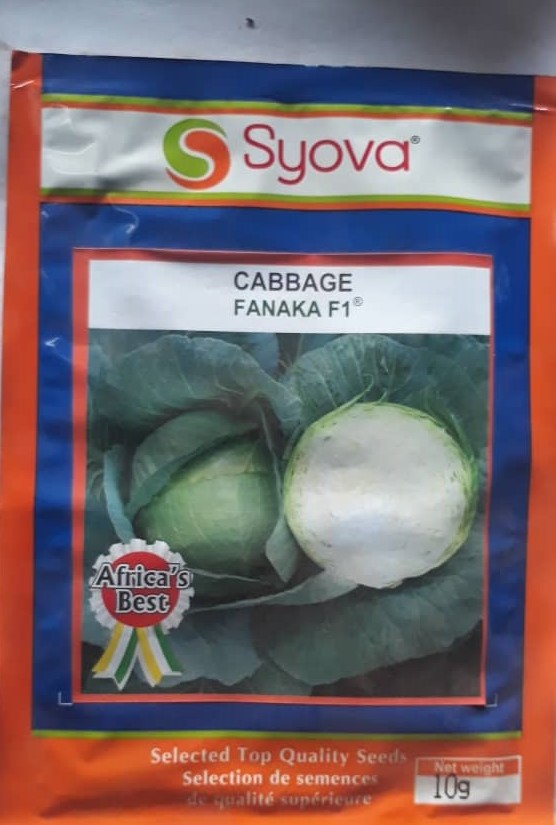 Syova®
CABBAGE
FANAKA F1®
Africa's
Best
Selected Top Quality Seeds
Selection de semences
de qualité supérieure
Net weight
10g